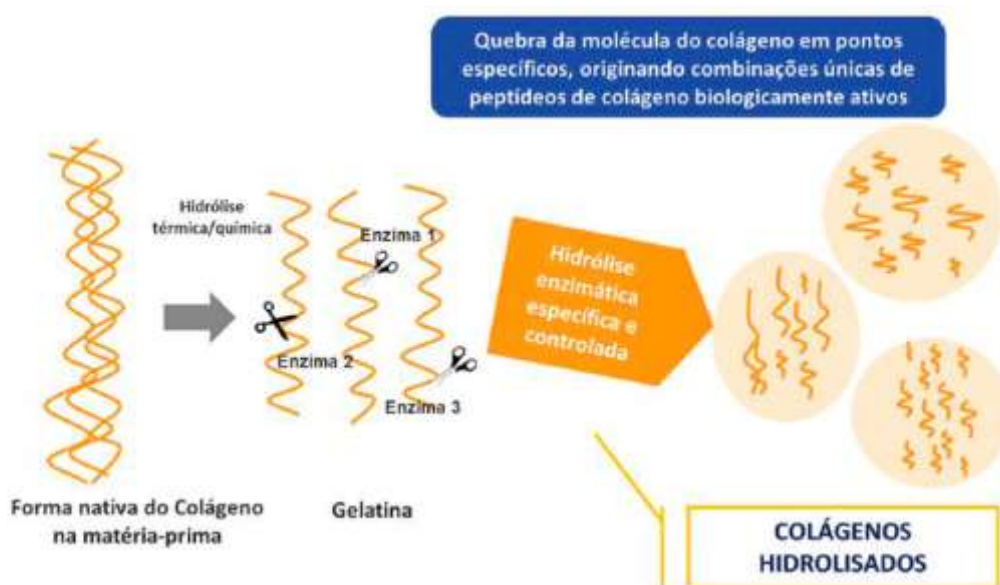 Quebra da molécula do colágeno em pontos
específicos, originando combinações únicas de
peptídeos de colágeno biologicamente ativos
Hidrólise
térmica/química
Enzima 1
Enzima 2
Enzima 3
Hidrólise
enzimática
específica e
controlada
Forma nativa do Colágeno
na matéria-prima
Gelatina
COLÁGENOS
HIDROLISADOS